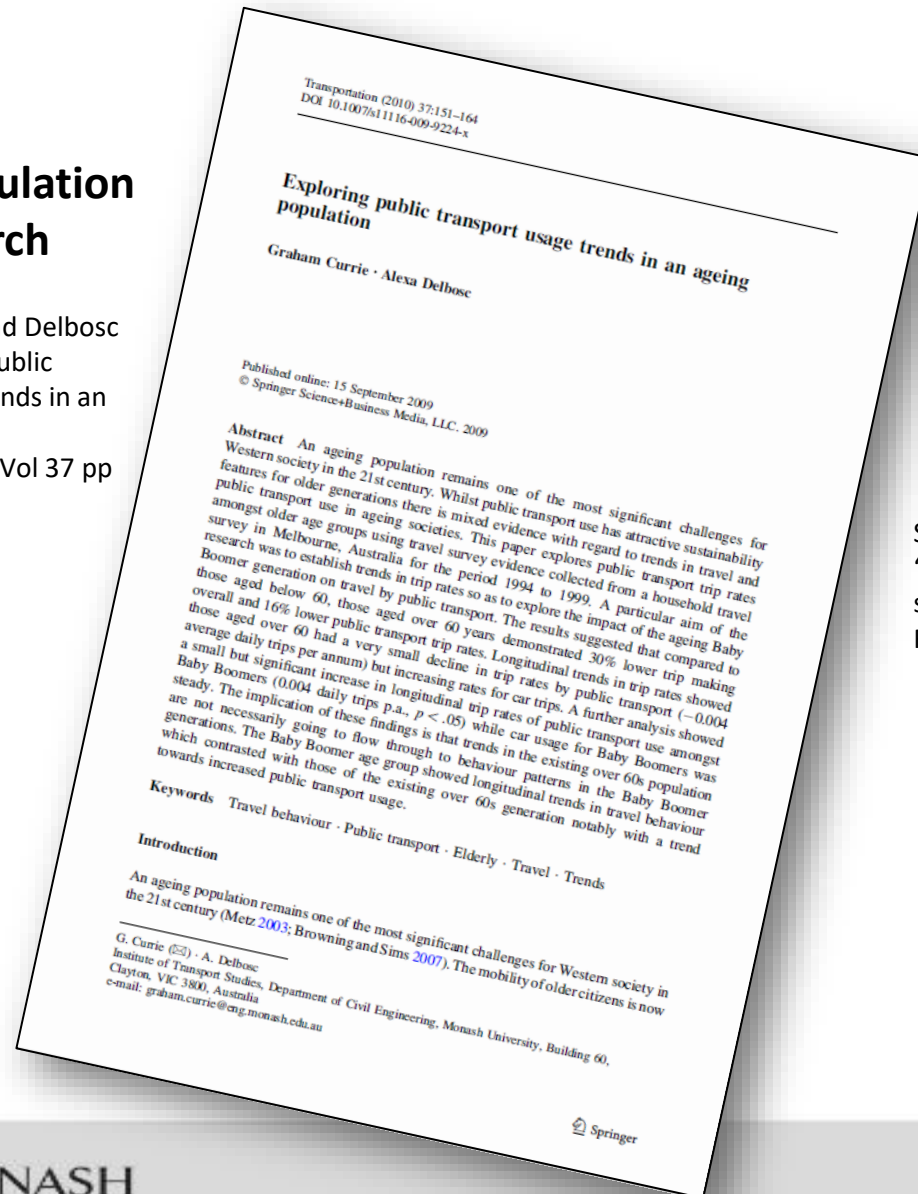 ulation
rch
d Delbosc
ublic
nds in an
Vol 37 pp
Transportation (2010) 37:151–164
DOI 10.1007/s11116-009-9224-x
Exploring public transport usage trends in an ageing
population
Graham Currie · Alexa Delbosc
Published online: 15 September 2009
© Springer Science+Business Media, LLC. 2009
Abstract An ageing population remains one of the most significant challenges for
Western society in the 21st century. Whilst public transport use has attractive sustainability
features for older generations there is mixed evidence with regard to trends in travel and
public transport use in ageing societies. This paper explores public transport trip rates
amongst older age groups using travel survey evidence collected from a household travel
survey in Melbourne, Australia for the period 1994 to 1999. A particular aim of the
research was to establish trends in trip rates so as to explore the impact of the ageing Baby
Boomer generation on travel by public transport. The results suggested that compared to
those aged below 60, those aged over 60 years demonstrated 30% lower trip making
overall and 16% lower public transport trip rates. Longitudinal trends in trip rates showed
those aged over 60 had a very small decline in trip rates by public transport (−0.004
average daily trips per annum) but increasing rates for car trips. A further analysis showed
a small but significant increase in longitudinal trip rates of public transport use amongst
Baby Boomers (0.004 daily trips p.a., p < .05) while car usage for Baby Boomers was
steady. The implication of these findings is that trends in the existing over 60s population
are not necessarily going to flow through to behaviour patterns in the Baby Boomer
generations. The Baby Boomer age group showed longitudinal trends in travel behaviour
which contrasted with those of the existing over 60s generation notably with a trend
towards increased public transport usage.
Keywords Travel behaviour · Public transport · Elderly · Travel · Trends
Introduction
An ageing population remains one of the most significant challenges for Western society in
the 21st century (Metz 2003; Browning and Sims 2007). The mobility of older citizens is now
G. Currie (✉) · A. Delbosc
Institute of Transport Studies, Department of Civil Engineering, Monash University, Building 60,
Clayton, VIC 3800, Australia
e-mail: graham.currie@eng.monash.edu.au
Springer
NASH